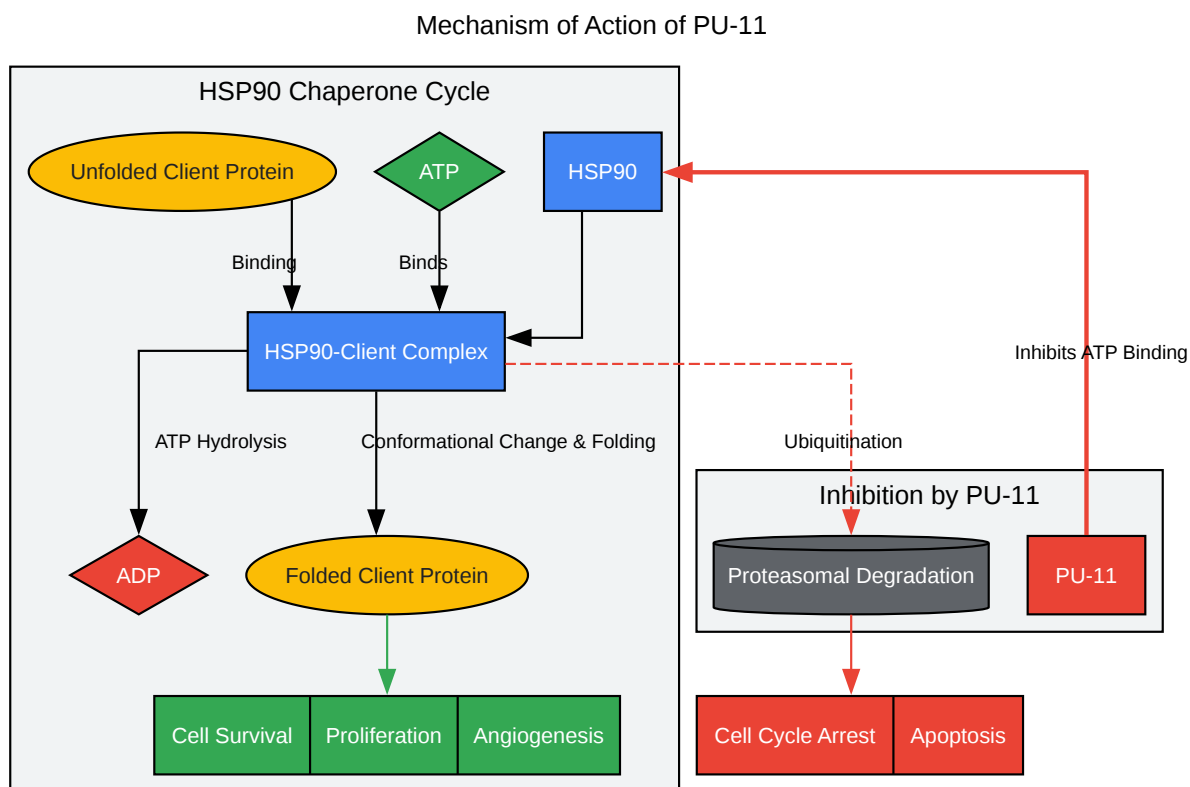 Mechanism of Action of PU-11
HSP90 Chaperone Cycle
Unfolded Client Protein
ATP
HSP90
Binding
Binds
HSP90-Client Complex
Inhibits ATP Binding
ATP Hydrolysis
Conformational Change & Folding
Ubiquitination
Inhibition by PU-11
ADP
Folded Client Protein
Proteasomal Degradation
PU-11
Cell Survival
Proliferation
Angiogenesis
Cell Cycle Arrest
Apoptosis